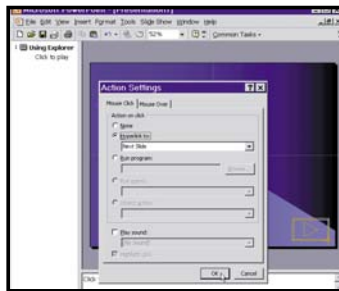 Microsoft PowerPoint - [Presentation1]
File Edit View Insert Format Tools Slide Show Window Help
52% Common Tasks
1 Using Explorer
Click to play
Action Settings
Mouse Click Mouse Over
Action on click
None
Hyperlink to:
Next Slide
Run program:
Browse...
Run macro:
Object action:
Play sound:
[No Sound]
Highlight click
OK Cancel
Click